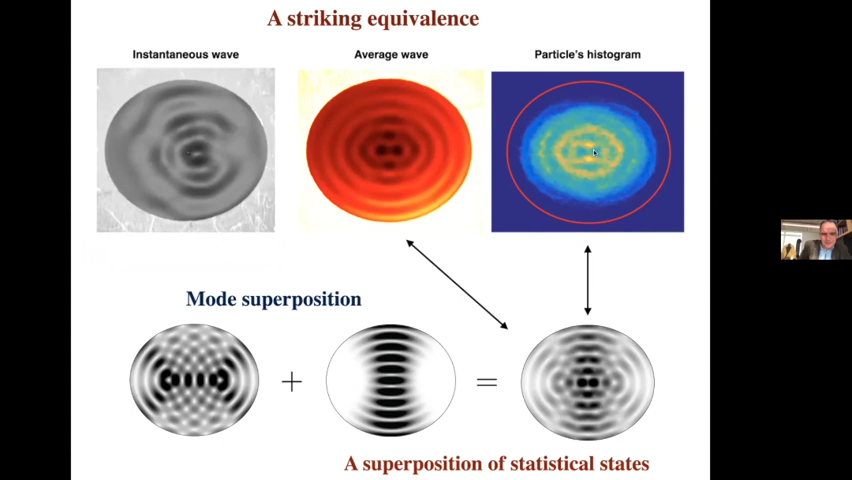 A striking equivalence
Instantaneous wave
Average wave
Particle's histogram
Mode superposition
+
=
A superposition of statistical states